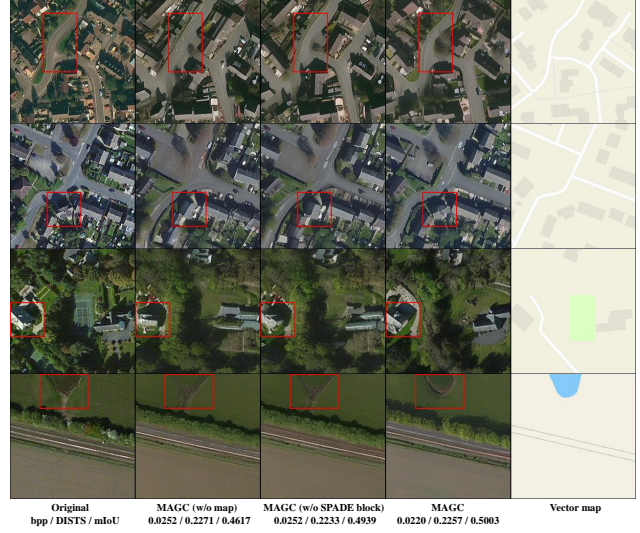 Original
bpp / DISTS / mIoU
MAGC (w/o map)
0.0252 / 0.2271 / 0.4617
MAGC (w/o SPADE block)
0.0252 / 0.2233 / 0.4939
MAGC
0.0220 / 0.2257 / 0.5003
Vector map